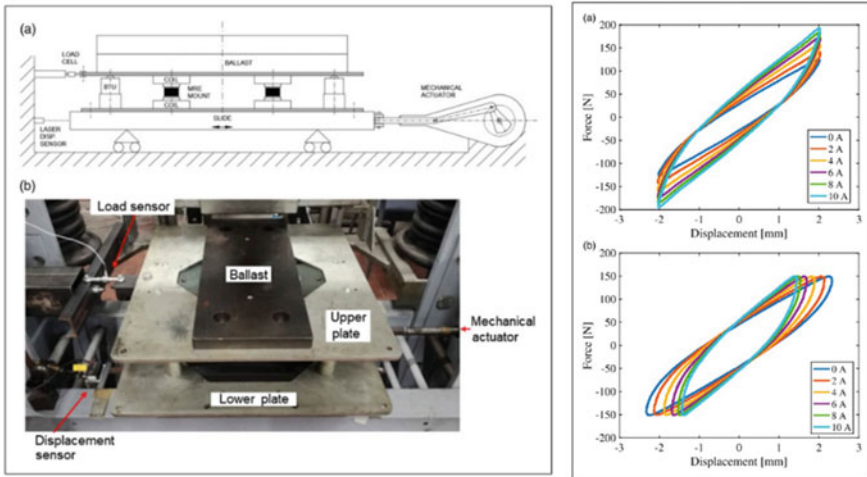 (a)
LOAD
CELL
BALLAST
BTU
COIL
MRE
MOUNT
COIL
MECHANICAL
ACTUATOR
SLIDE
LASER
DISP
SENSOR
(b)
Load sensor
Ballast
Upper
plate
Mechanical
actuator
Lower plate
Displacement
sensor
(a)
200
150
100
50
0
-50
-100
-150
-200
Force [N]
0 A
2 A
4 A
6 A
8 A
10 A
-3 -2 -1 0 1 2 3
Displacement [mm]
(b)
200
150
100
50
0
-50
-100
-150
-200
Force [N]
0 A
2 A
4 A
6 A
8 A
10 A
-3 -2 -1 0 1 2 3
Displacement [mm]